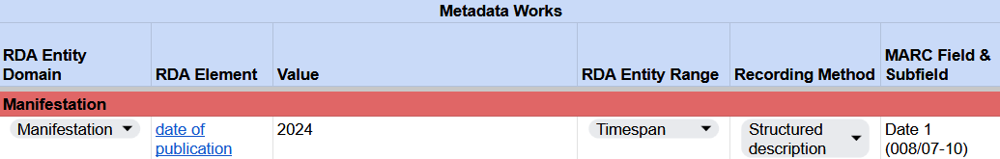 Metadata Works
RDA Entity Domain RDA Element Value RDA Entity Range Recording Method MARC Field & Subfield
Manifestation
Manifestation date of publication 2024 Timespan Structured description Date 1 (008/07-10)